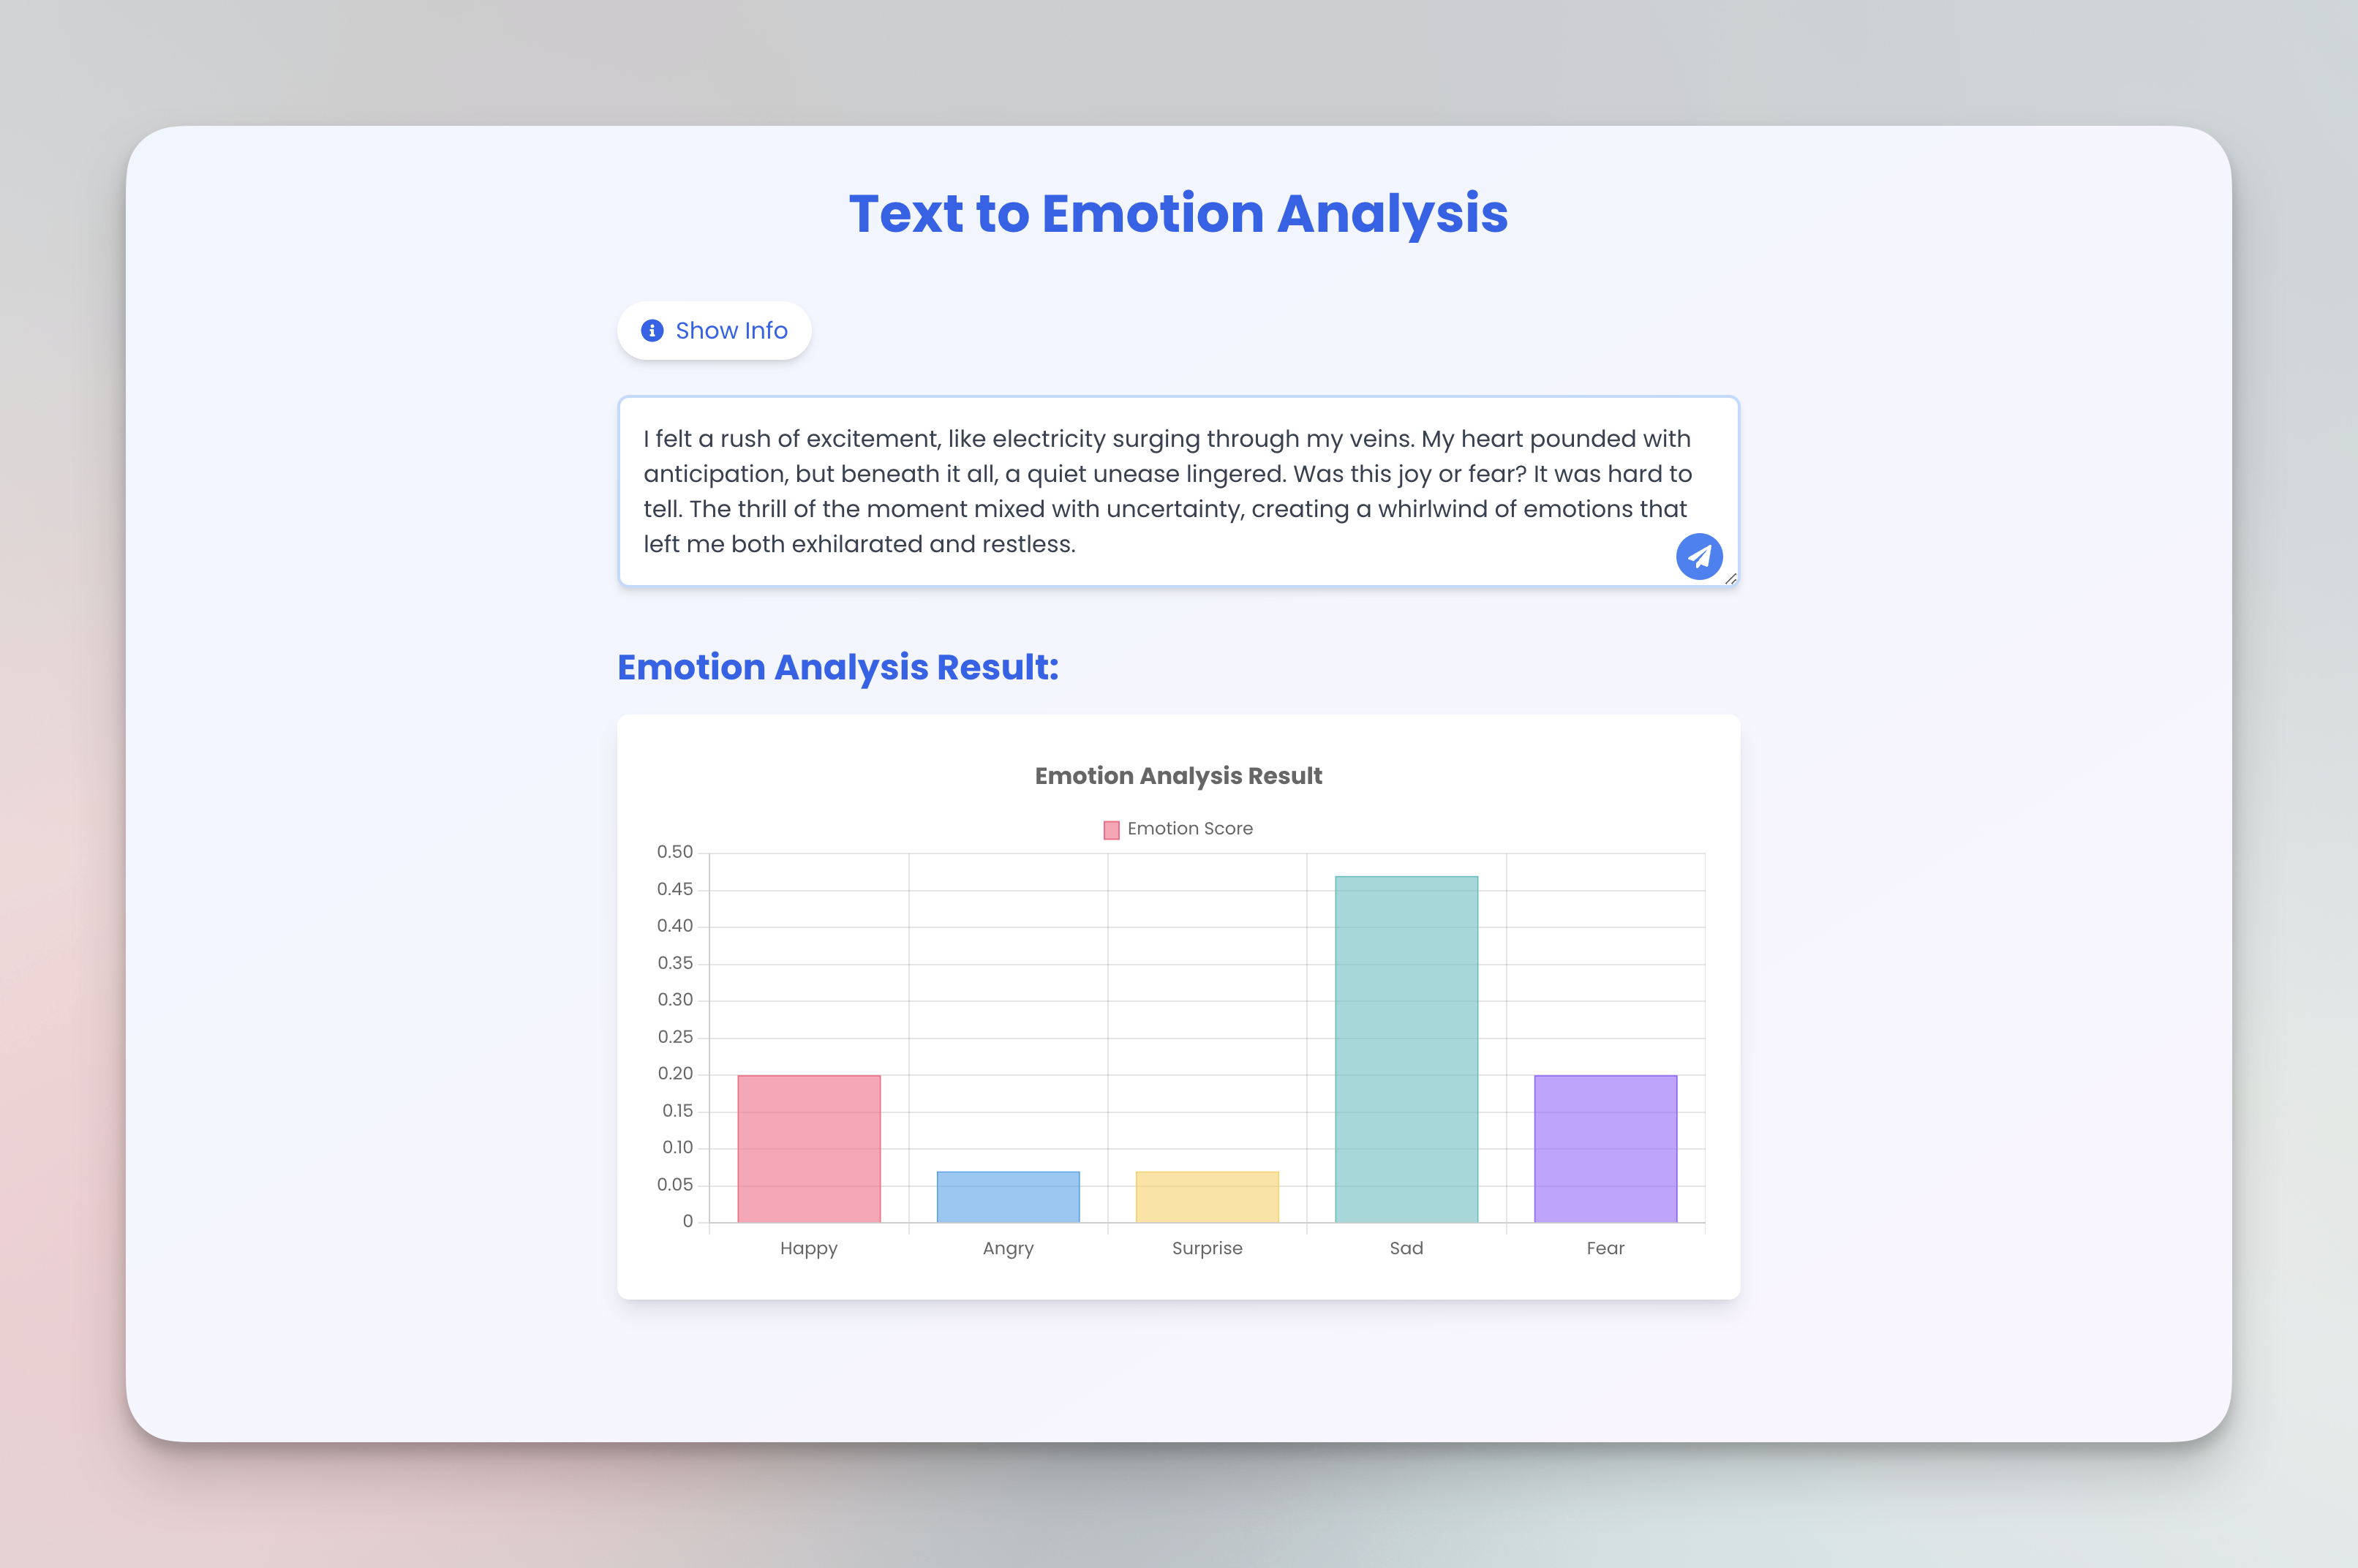 Text to Emotion Analysis
Show Info
I felt a rush of excitement, like electricity surging through my veins. My heart pounded with
anticipation, but beneath it all, a quiet unease lingered. Was this joy or fear? It was hard to
tell. The thrill of the moment mixed with uncertainty, creating a whirlwind of emotions that
left me both exhilarated and restless.
Emotion Analysis Result:
Emotion Analysis Result
Emotion Score
0.50
0.45
0.40
0.35
0.30
0.25
0.20
0.15
0.10
0.05
0
Happy Angry Surprise Sad Fear